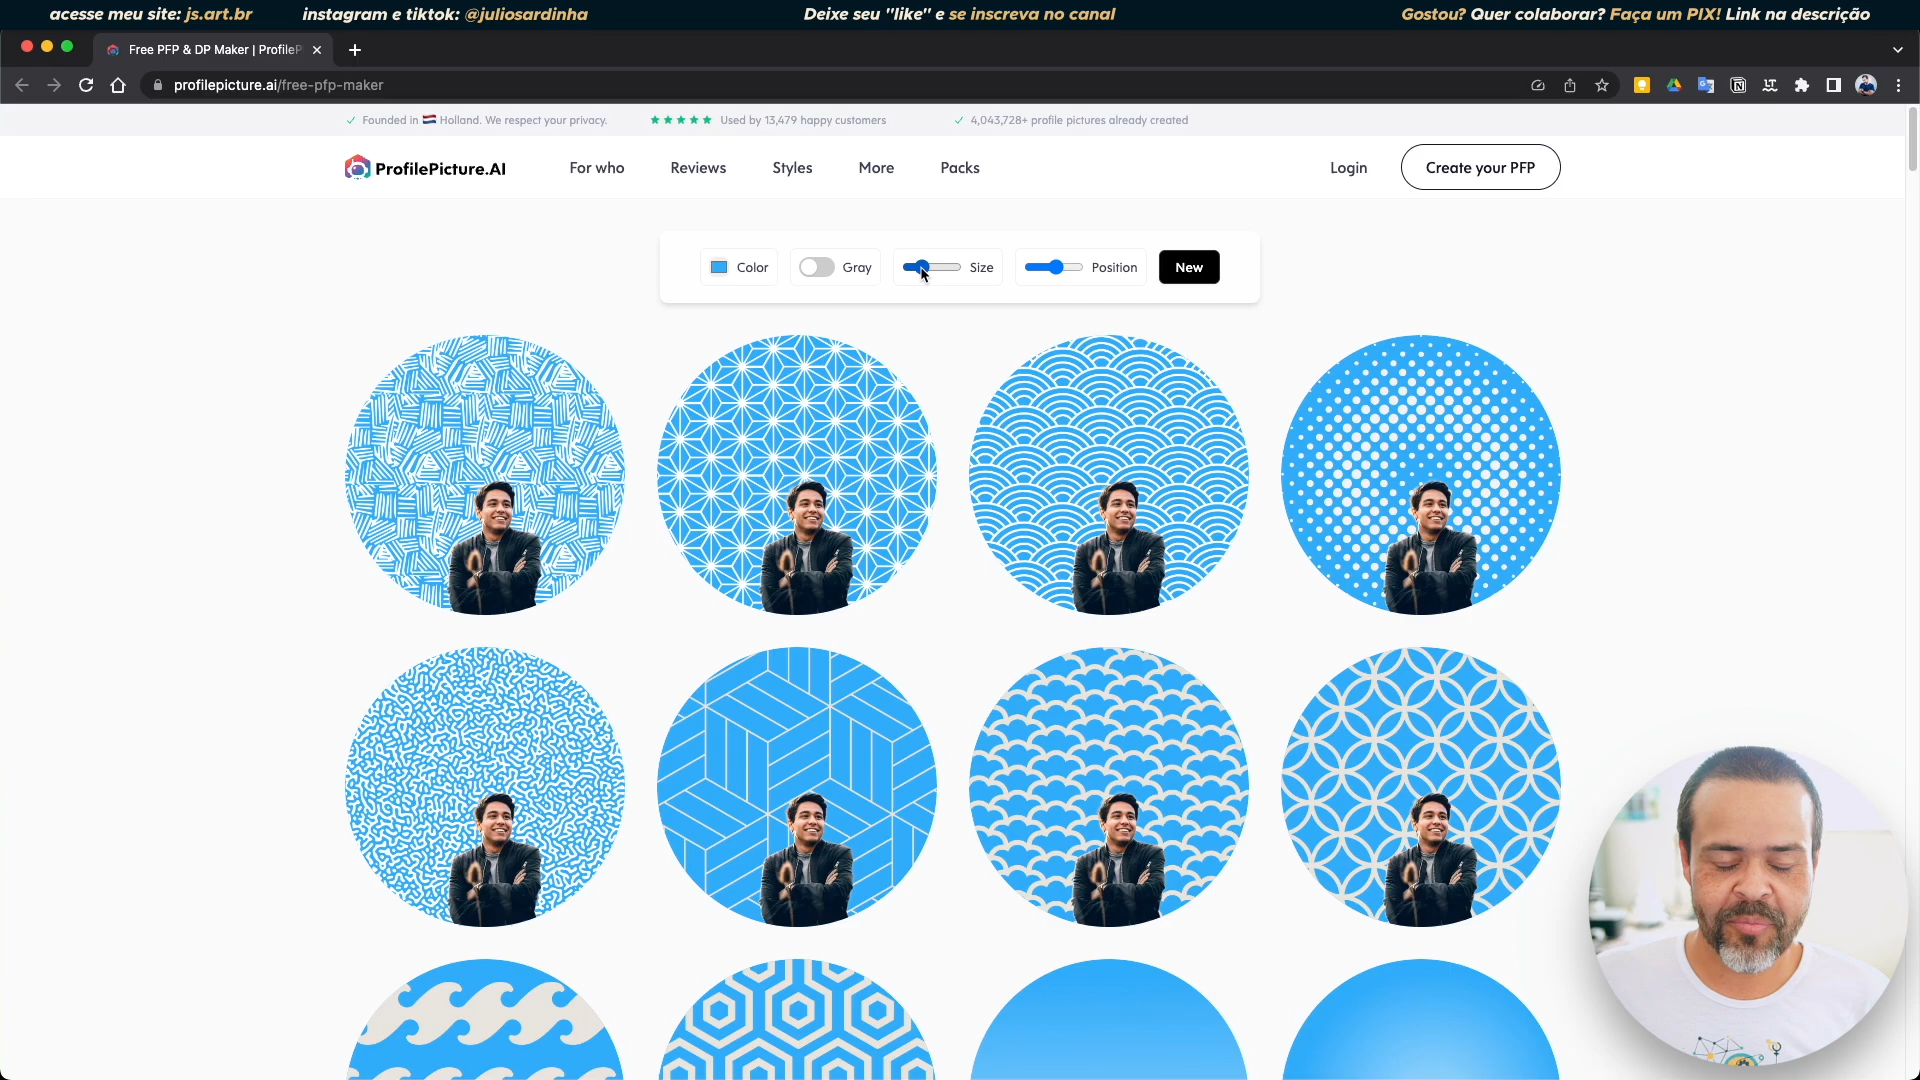 acesse meu site: js.art.br
instagram e tiktok: @juliosardinha
Deixe seu "like" e se inscreva no canal
Gostou? Quer colaborar? Faça um PIX! Link na descrição
Free PFP & DP Maker | ProfileP
profilepicture.ai/free-pfp-maker
Founded in Holland. We respect your privacy.
Used by 13,479 happy customers
4,043,728+ profile pictures already created
ProfilePicture.AI
For who
Reviews
Styles
More
Packs
Login
Create your PFP
Color
Gray
Size
Position
New